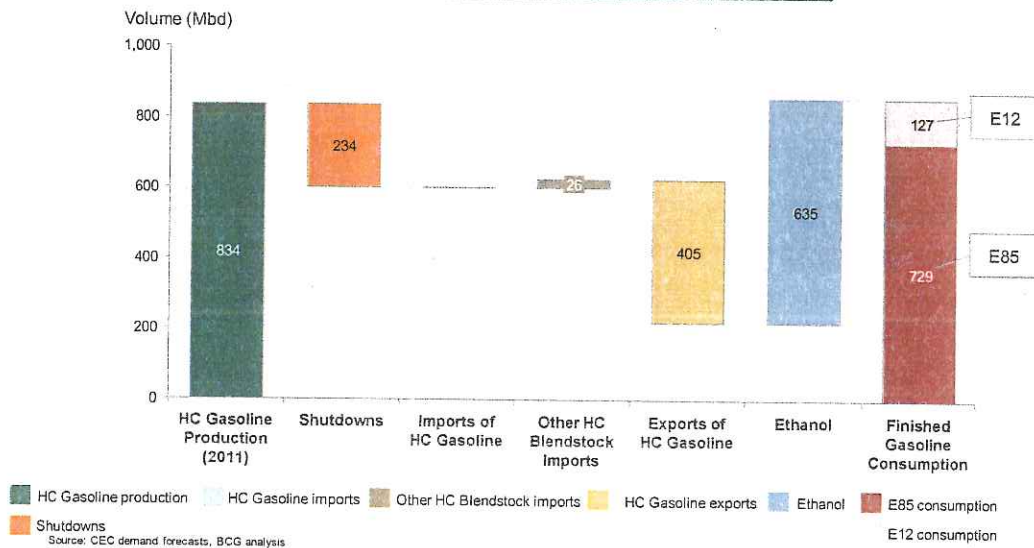 Volume (Mbd)
1,000
800
600
400
200
0
834
234
26
405
635
127
729
E12
E85
HC Gasoline
Production
(2011)
Shutdowns
Imports of
HC Gasoline
Other HC
Blendstock
Imports
Exports of
HC Gasoline
Ethanol
Finished
Gasoline
Consumption
HC Gasoline production
HC Gasoline imports
Other HC Blendstock imports
HC Gasoline exports
Ethanol
E85 consumption
Shutdowns
E12 consumption
Source: CEC demand forecasts, BCG analysis